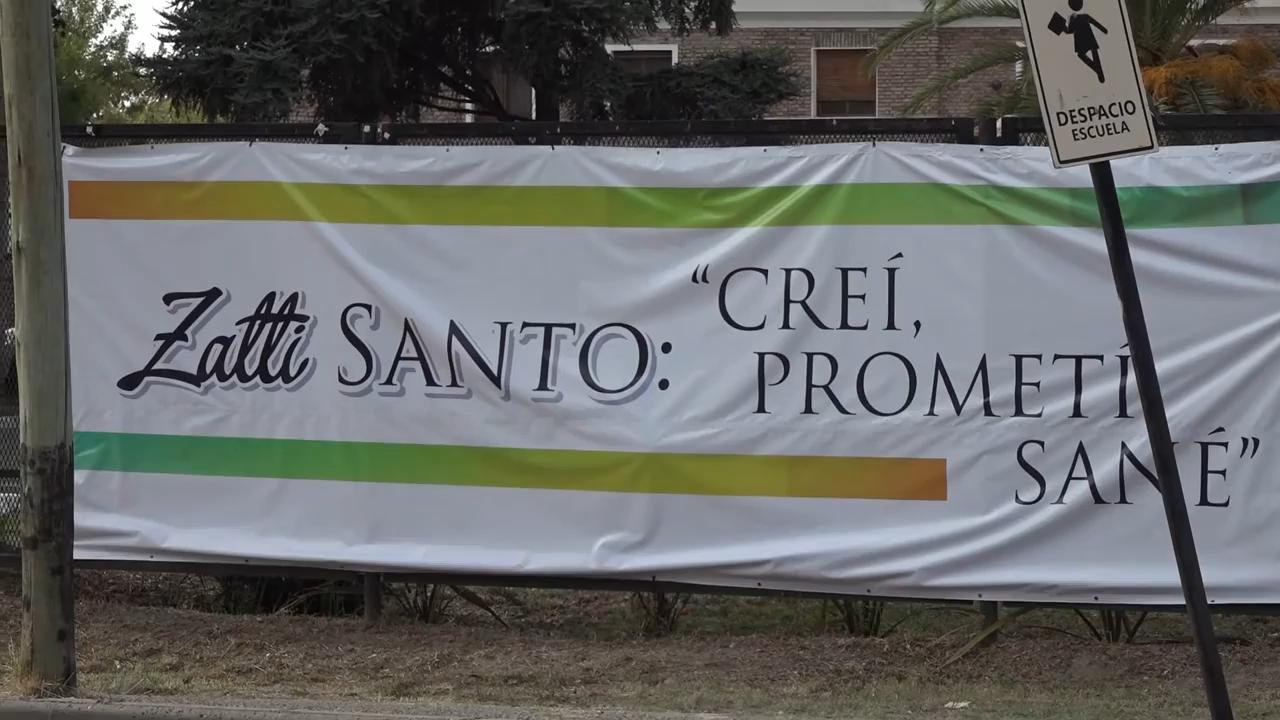 DESPACIO
ESCUELA
Zatti SANTO:
“CREÍ,
PROMETÍ
SANÉ”